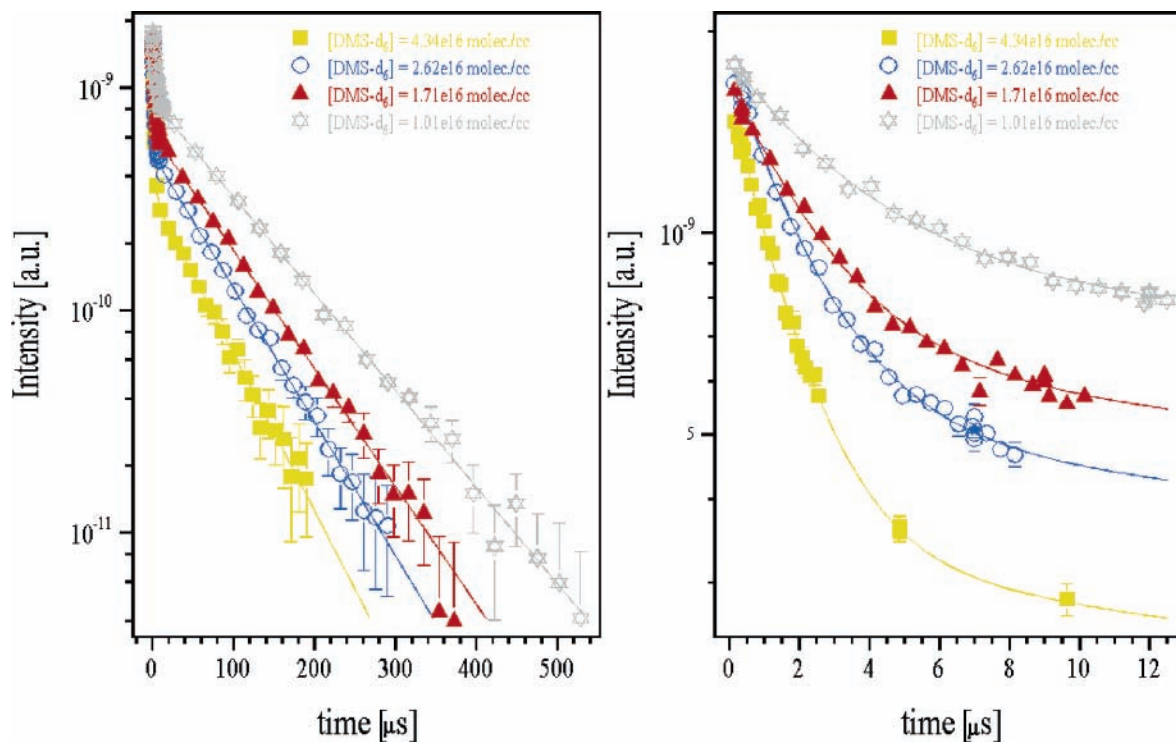 [DMS-d6] = 4.34e16 molec./cc
[DMS-d6] = 2.62e16 molec./cc
[DMS-d6] = 1.71e16 molec./cc
[DMS-d6] = 1.01e16 molec./cc
Intensity [a.u.]
10^-9
10^-10
10^-11
0 100 200 300 400 500
time [μs]
[DMS-d6] = 4.34e16 molec./cc
[DMS-d6] = 2.62e16 molec./cc
[DMS-d6] = 1.71e16 molec./cc
[DMS-d6] = 1.01e16 molec./cc
Intensity [a.u.]
10^-9
5
0 2 4 6 8 10 12
time [μs]